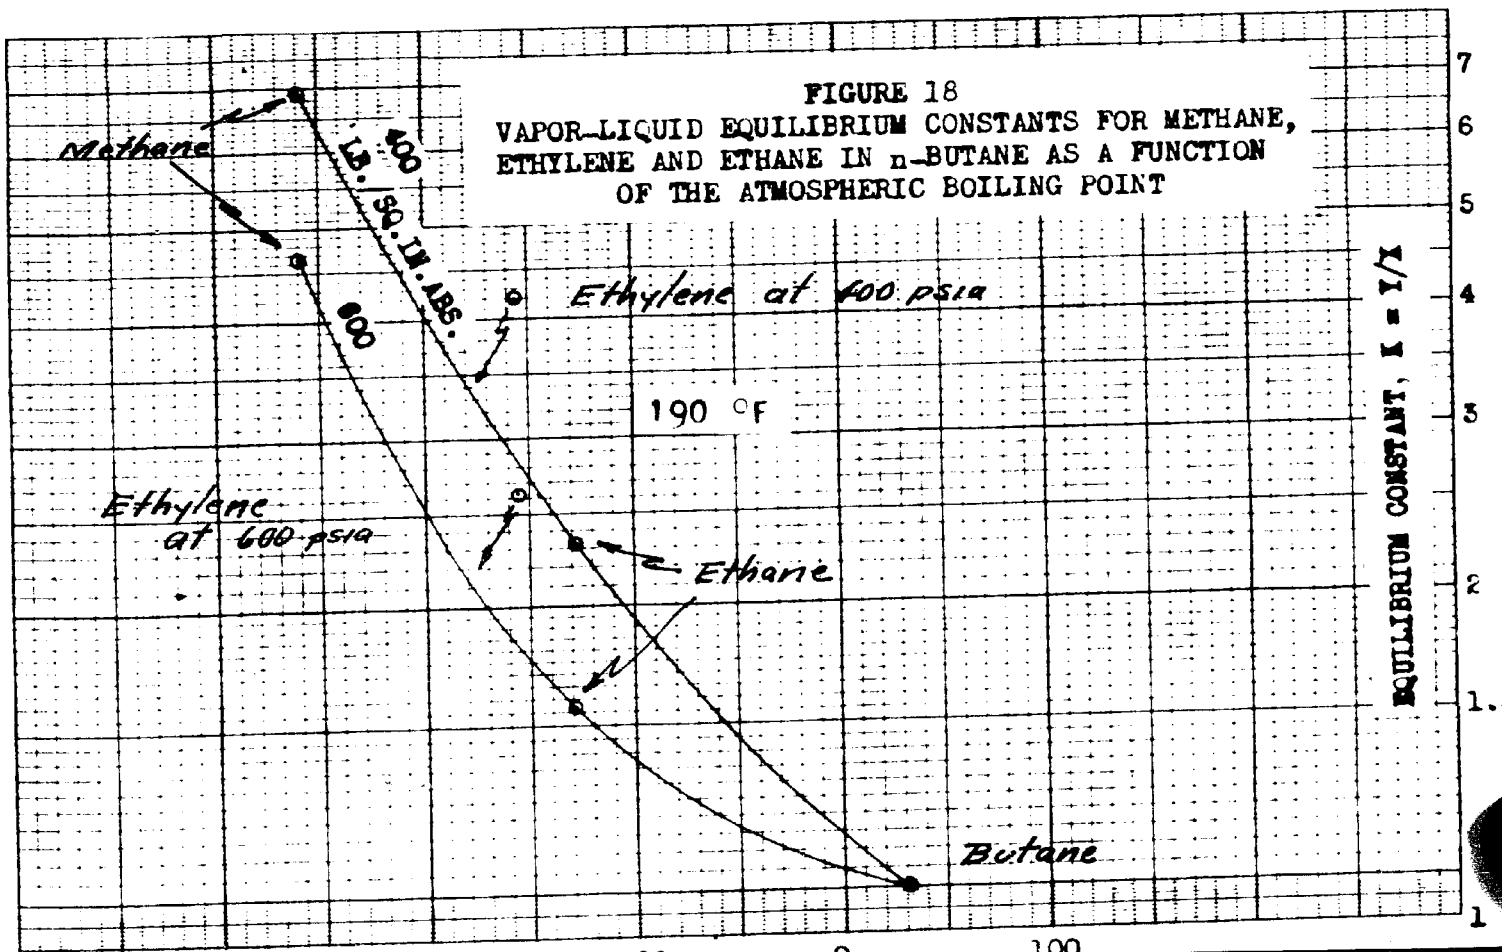 FIGURE 18
VAPOR-LIQUID EQUILIBRIUM CONSTANTS FOR METHANE,
ETHYLENE AND ETHANE IN n-BUTANE AS A FUNCTION
OF THE ATMOSPHERIC BOILING POINT
Methane
400
LB./SQ.IN.ABS.
600
Ethylene at 400 psia
190 °F
Ethylene
at 600 psia
Ethane
Butane
EQUILIBRIUM CONSTANT, K = Y/X
7
6
5
4
3
2
1.
1
0
100